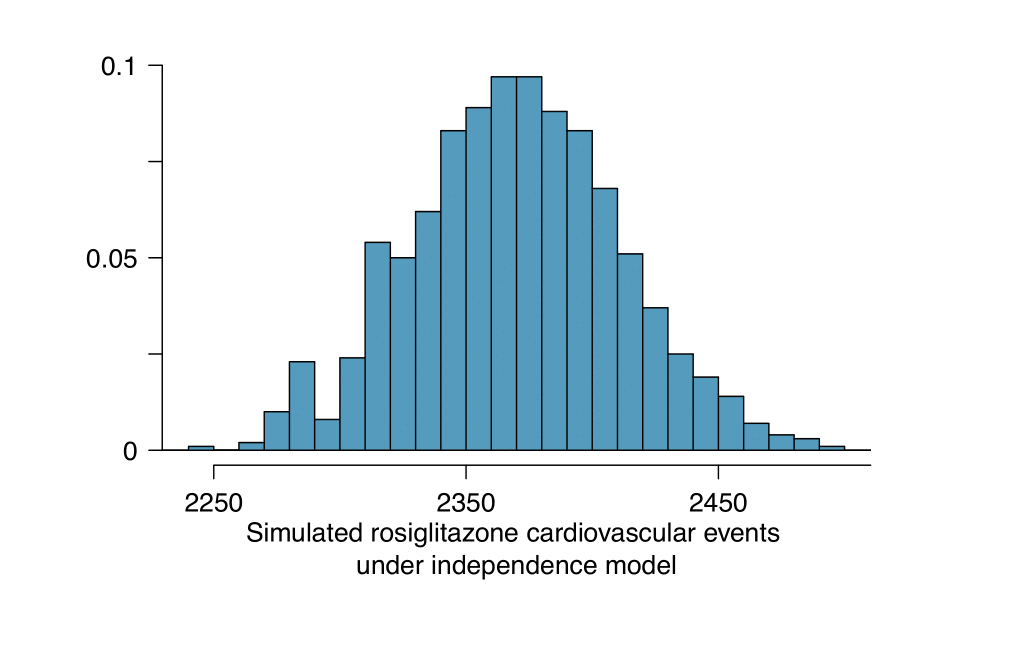 0.1
0.05
0
2250 2350 2450
Simulated rosiglitazone cardiovascular events
under independence model